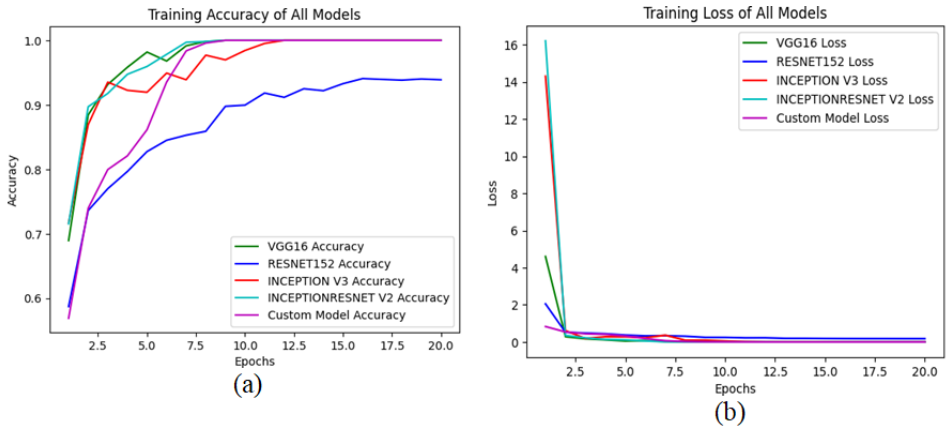 Training Accuracy of All Models
1.0
0.9
0.8
0.7
0.6
Accuracy
VGG16 Accuracy
RESNET152 Accuracy
INCEPTION V3 Accuracy
INCEPTIONRESNET V2 Accuracy
Custom Model Accuracy
2.5 5.0 7.5 10.0 12.5 15.0 17.5 20.0
Epochs
(a)
Training Loss of All Models
16
14
12
10
8
6
4
2
0
Loss
VGG16 Loss
RESNET152 Loss
INCEPTION V3 Loss
INCEPTIONRESNET V2 Loss
Custom Model Loss
2.5 5.0 7.5 10.0 12.5 15.0 17.5 20.0
Epochs
(b)